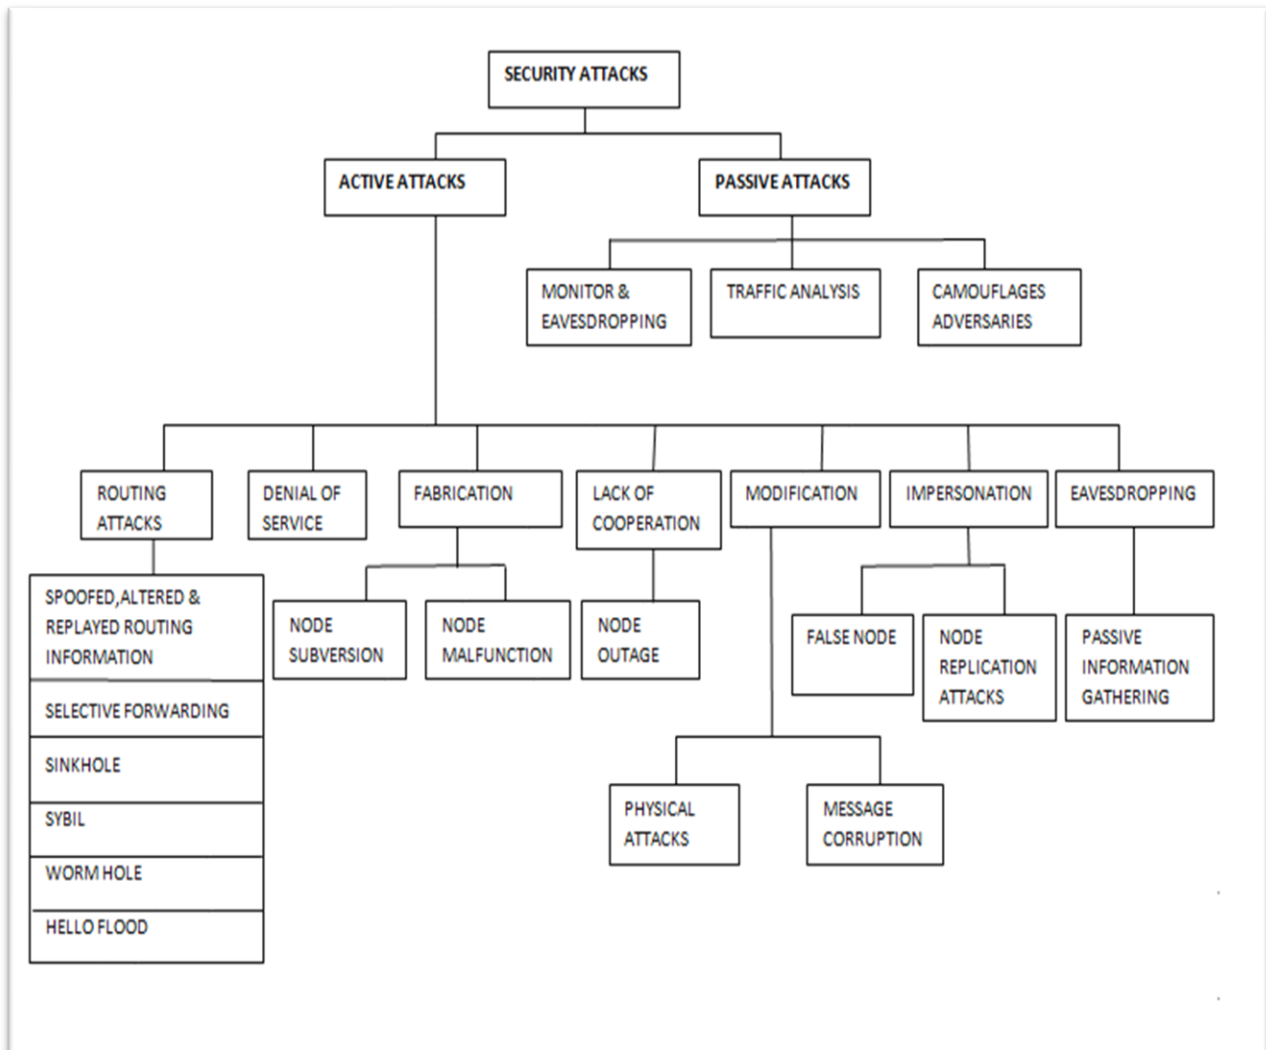 SECURITY ATTACKS
ACTIVE ATTACKS
PASSIVE ATTACKS
MONITOR &
EAVESDROPPING
TRAFFIC ANALYSIS
CAMOUFLAGES
ADVERSARIES
ROUTING
ATTACKS
DENIAL OF
SERVICE
FABRICATION
LACK OF
COOPERATION
MODIFICATION
IMPERSONATION
EAVESDROPPING
SPOOFED,ALTERED &
REPLAYED ROUTING
INFORMATION
SELECTIVE FORWARDING
SINKHOLE
SYBIL
WORM HOLE
HELLO FLOOD
NODE
SUBVERSION
NODE
MALFUNCTION
NODE
OUTAGE
FALSE NODE
NODE
REPLICATION
ATTACKS
PASSIVE
INFORMATION
GATHERING
PHYSICAL
ATTACKS
MESSAGE
CORRUPTION